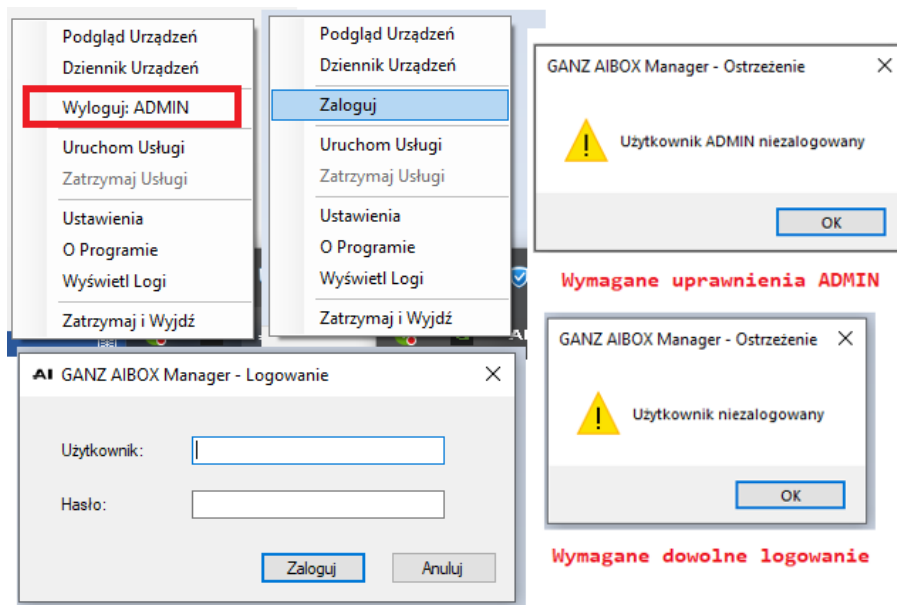 Podgląd Urządzeń
Dziennik Urządzeń
Wyloguj: ADMIN
Uruchom Usługi
Zatrzymaj Usługi
Ustawienia
O Programie
Wyświetl Logi
Zatrzymaj i Wyjdź
Podgląd Urządzeń
Dziennik Urządzeń
Zaloguj
Uruchom Usługi
Zatrzymaj Usługi
Ustawienia
O Programie
Wyświetl Logi
Zatrzymaj i Wyjdź
GANZ AIBOX Manager - Ostrzeżenie
Użytkownik ADMIN niezalogowany
OK
Wymagane uprawnienia ADMIN
AI GANZ AIBOX Manager - Logowanie
Użytkownik:
Hasło:
Zaloguj
Anuluj
GANZ AIBOX Manager - Ostrzeżenie
Użytkownik niezalogowany
OK
Wymagane dowolne logowanie